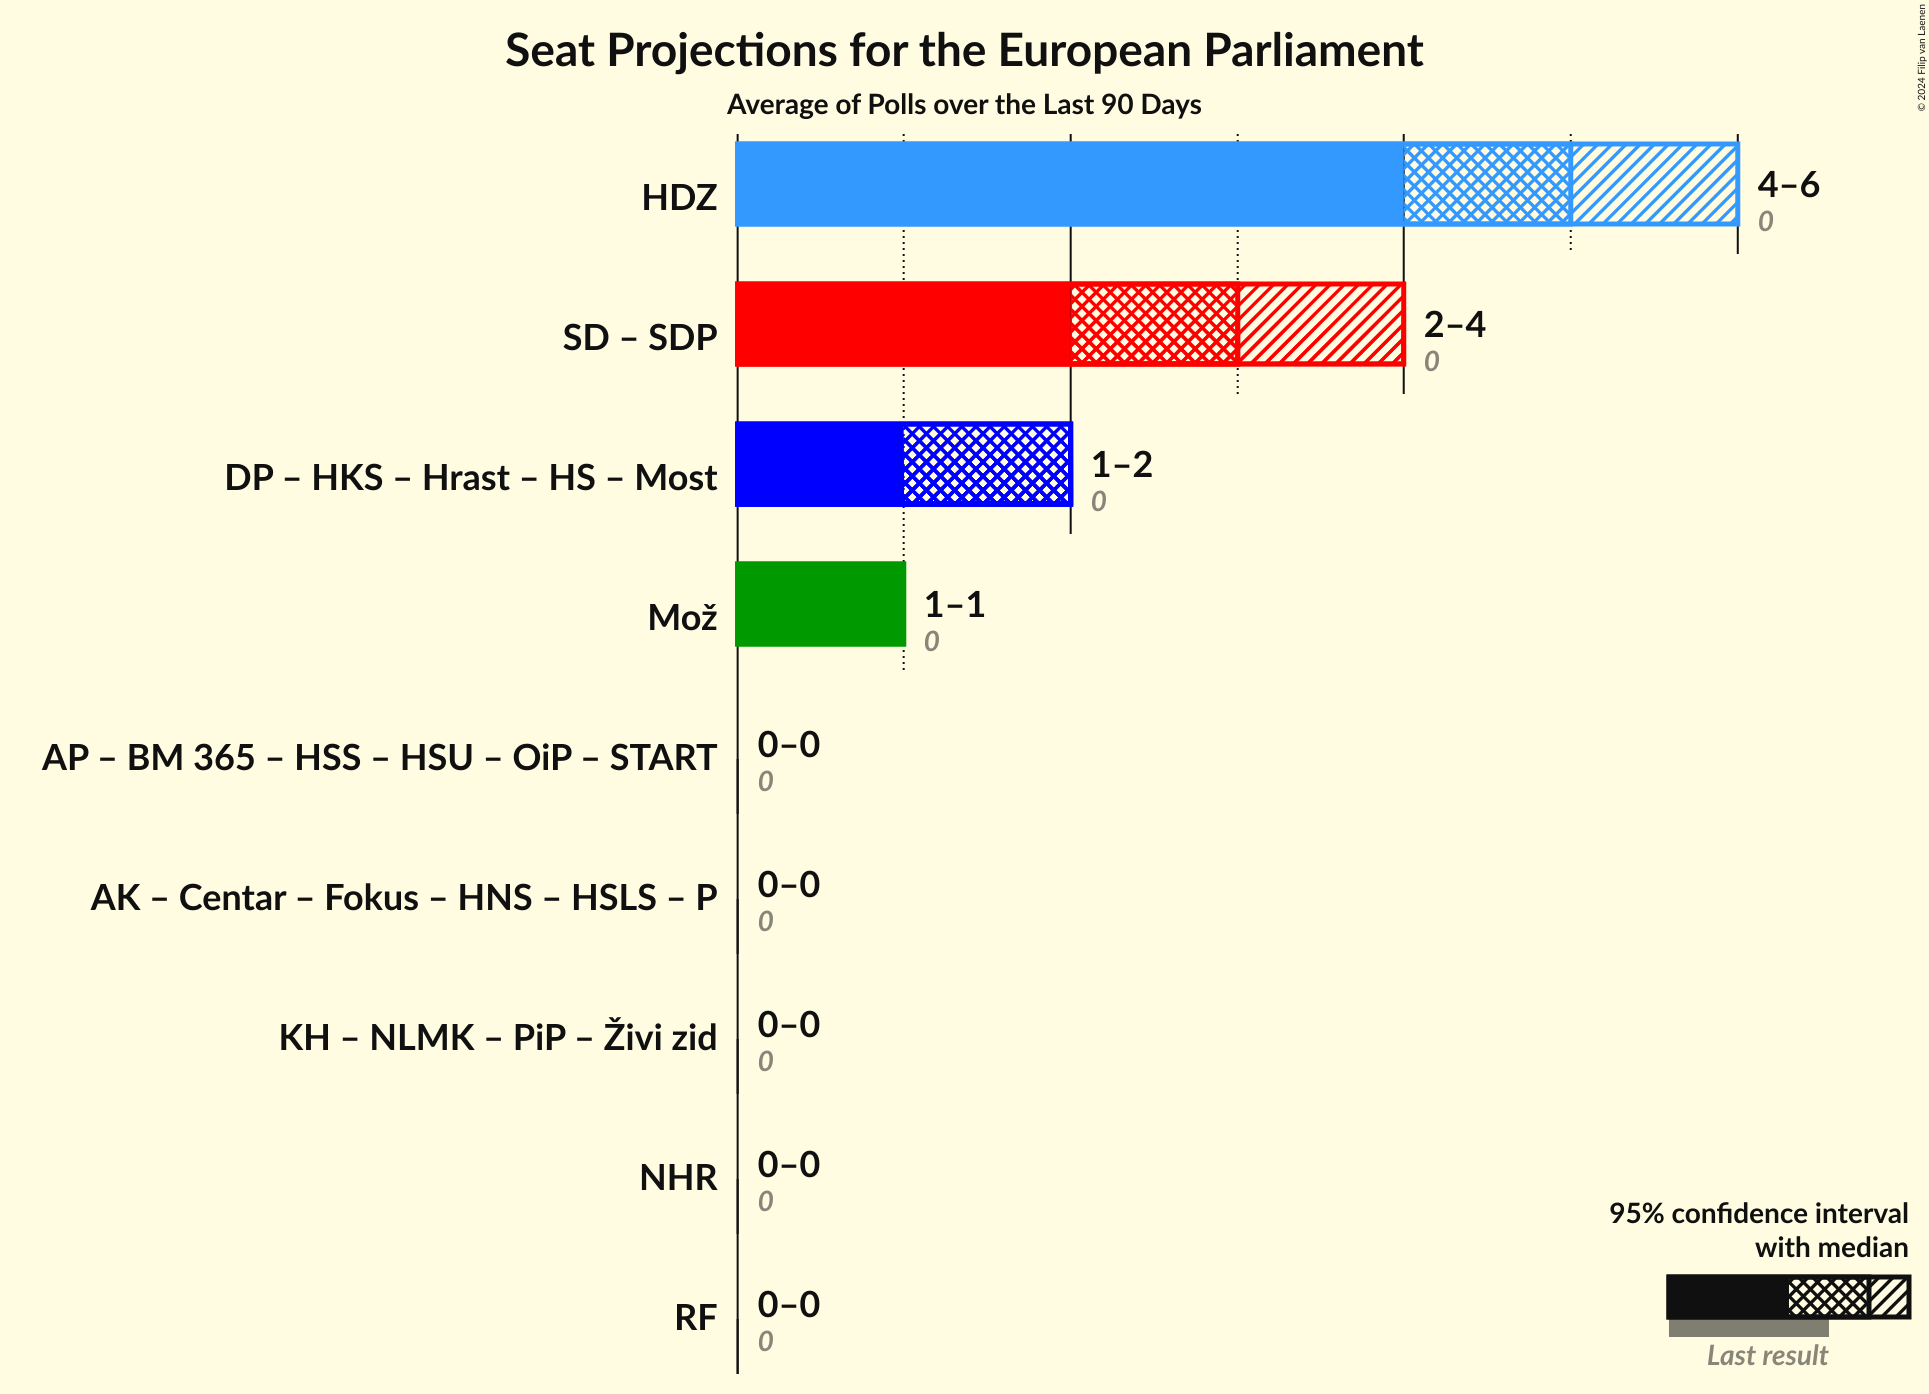 Seat Projections for the European Parliament
Average of Polls over the Last 90 Days
© 2024 Filip van Laenen
HDZ
4–6
0
SD – SDP
2–4
0
DP – HKS – Hrast – HS – Most
1–2
0
Mož
1–1
0
AP – BM 365 – HSS – HSU – OiP – START
0–0
0
AK – Centar – Fokus – HNS – HSLS – P
0–0
0
KH – NLMK – PiP – Živi zid
0–0
0
NHR
0–0
0
RF
0–0
0
95% confidence interval
with median
Last result